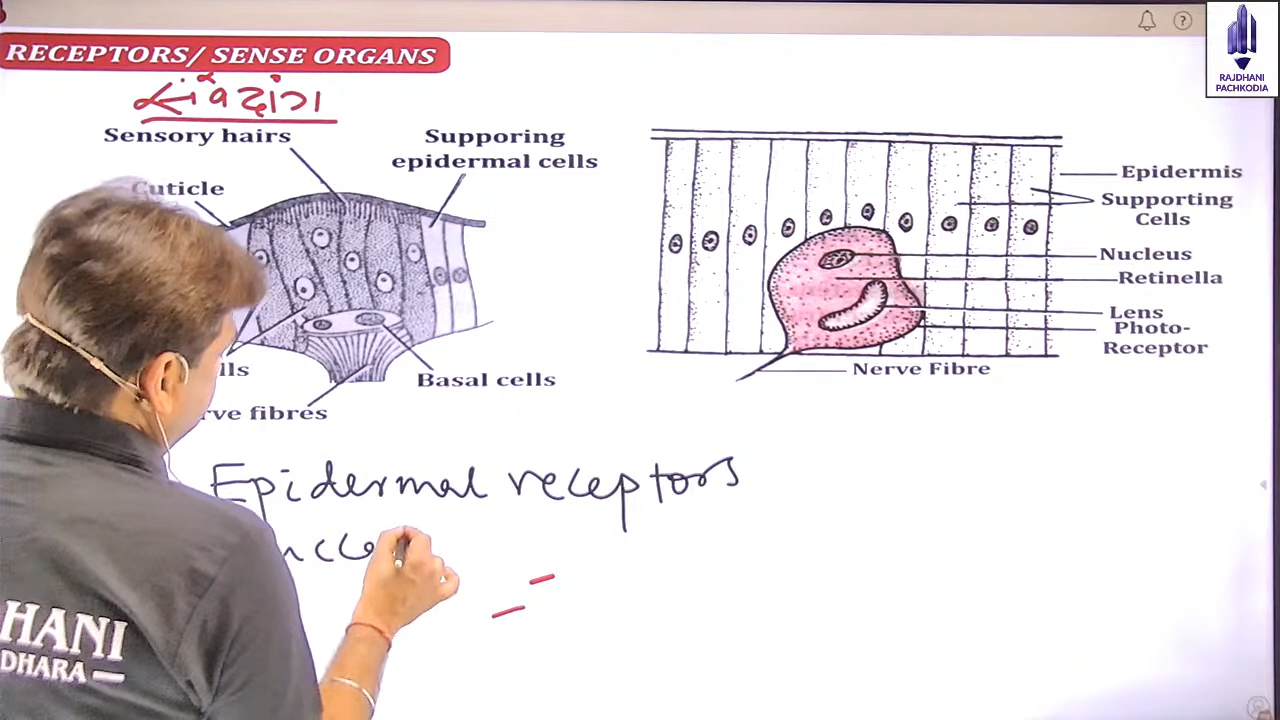 RECEPTORS/ SENSE ORGANS
Sensory hairs
Supporing
epidermal cells
Cuticle
lls
rve fibres
Basal cells
Epidermis
Supporting
Cells
Nucleus
Retinella
Lens
Photo-
Receptor
Nerve Fibre
Epidermal receptors
RAJDHANI
PACHKODIA
HANI
DHARA